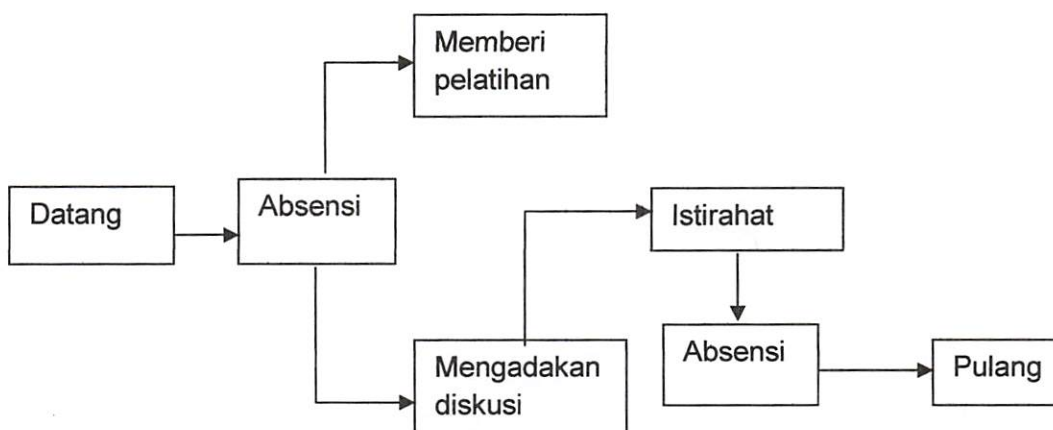 Memberi
pelatihan
Datang
Absensi
Istirahat
Mengadakan
diskusi
Absensi
Pulang